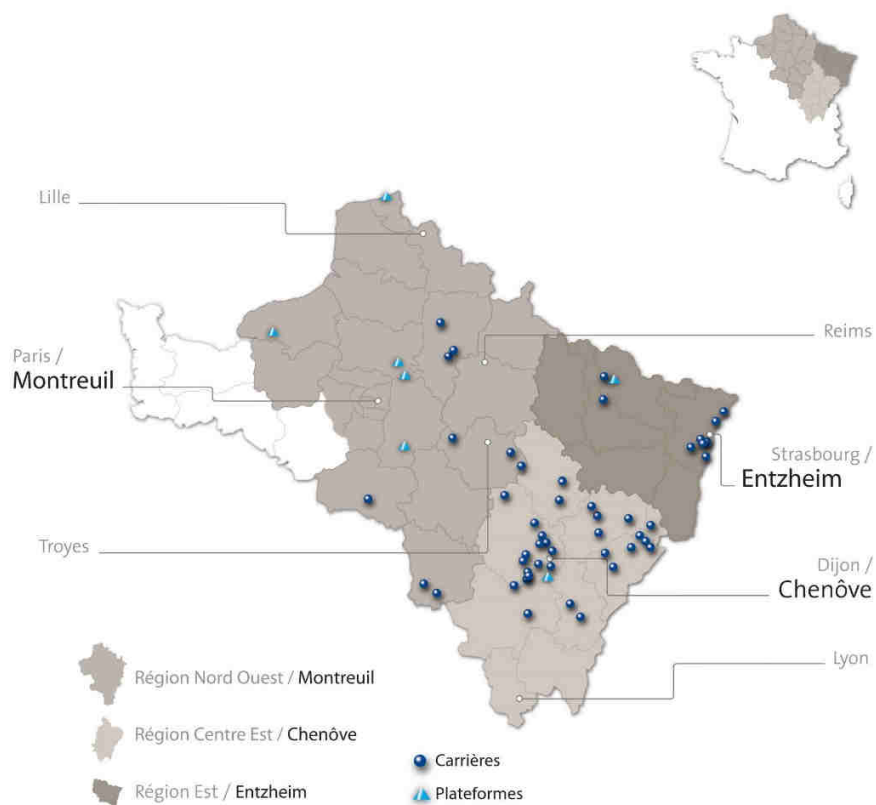 Lille
Reims
Paris /
Montreuil
Strasbourg /
Entzheim
Troyes
Dijon /
Chenôve
Lyon
Région Nord Ouest / Montreuil
Région Centre Est / Chenôve
Région Est / Entzheim
Carrières
Plateformes